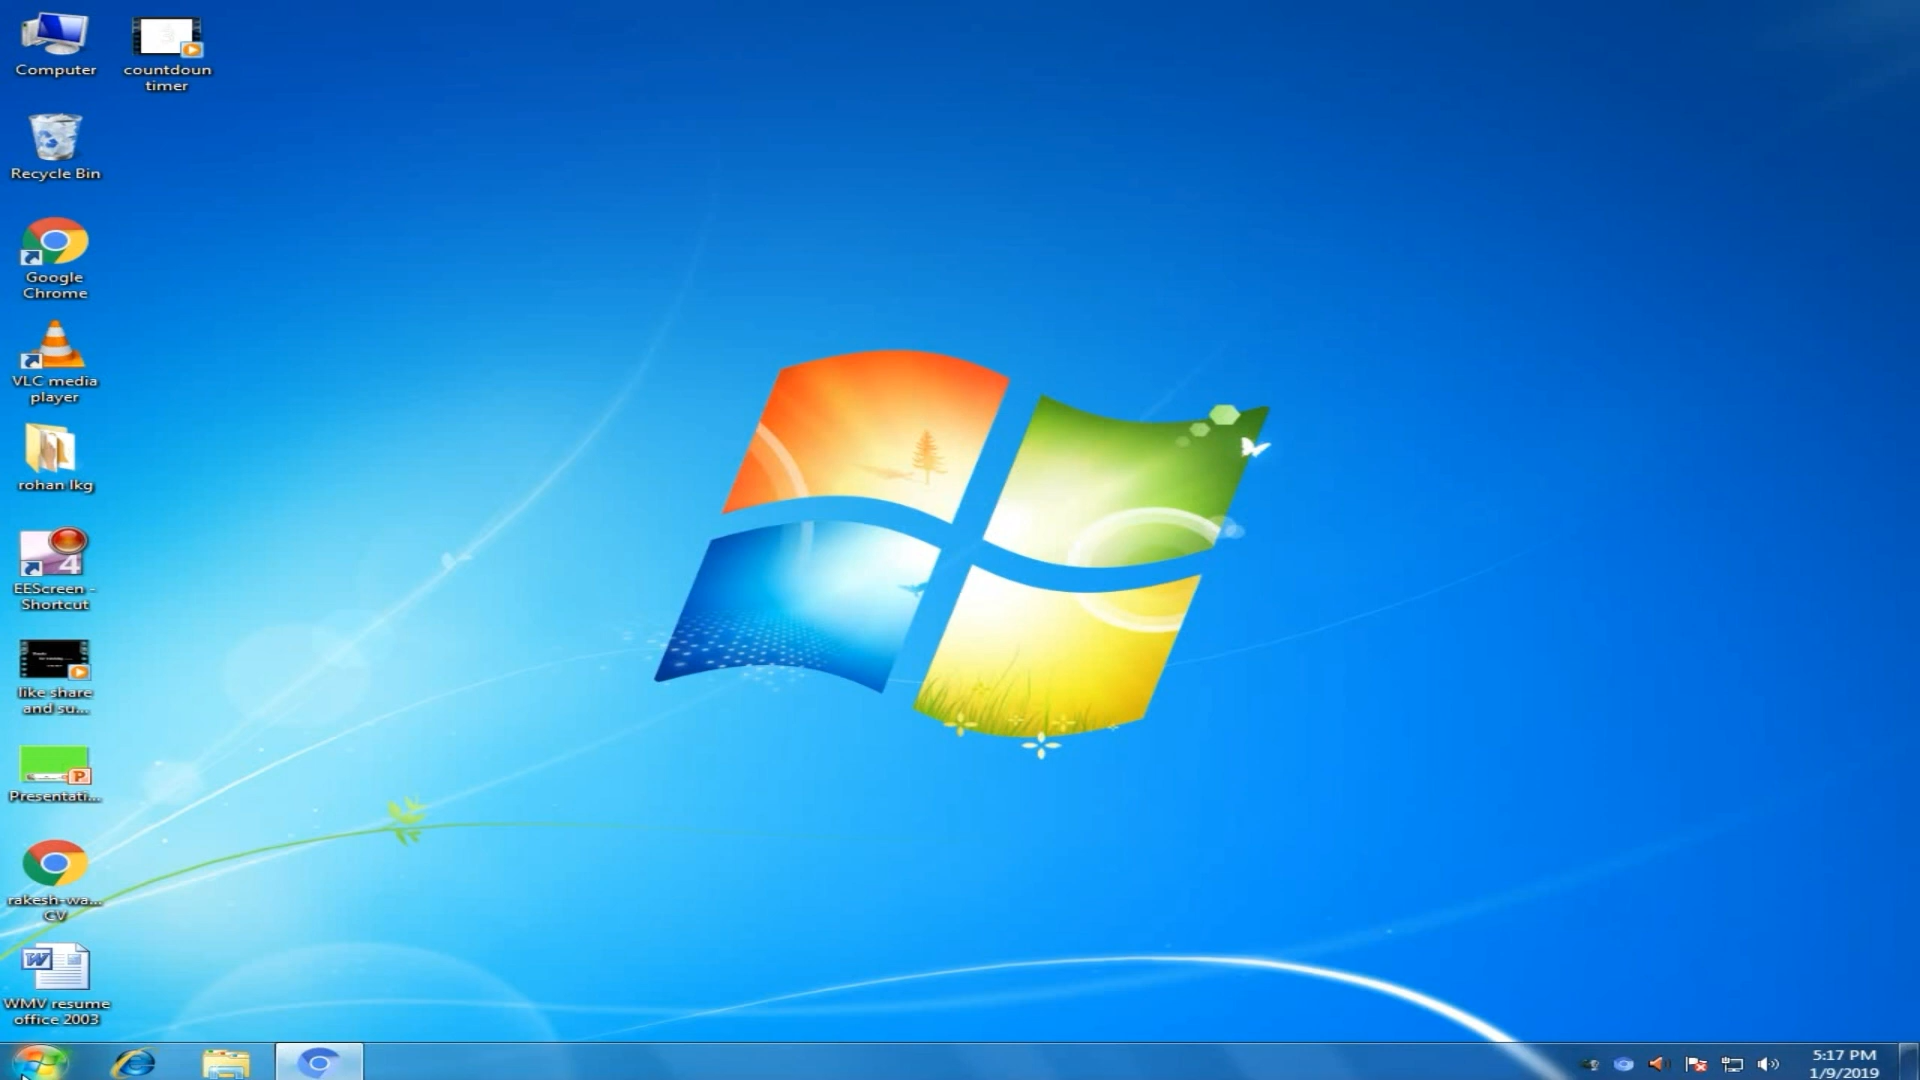 Computer
countdoun
timer
Recycle Bin
Google
Chrome
VLC media
player
rohan lkg
EEScreen -
Shortcut
like share
and su...
Presentati...
rakesh-wa...
CV
WMV resume
office 2003
5:17 PM
1/9/2019